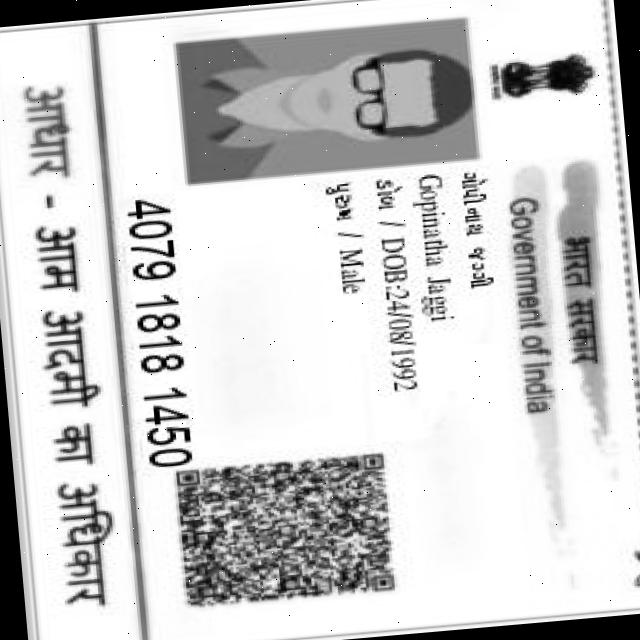 भारत सरकार
Government of India
ગોપીનાથ જગ્ગી
Gopinatha Jaggi
ડોબ / DOB:24/08/1992
પુરુષ / Male
4079 1818 1450
आधार - आम आदमी का अधिकार